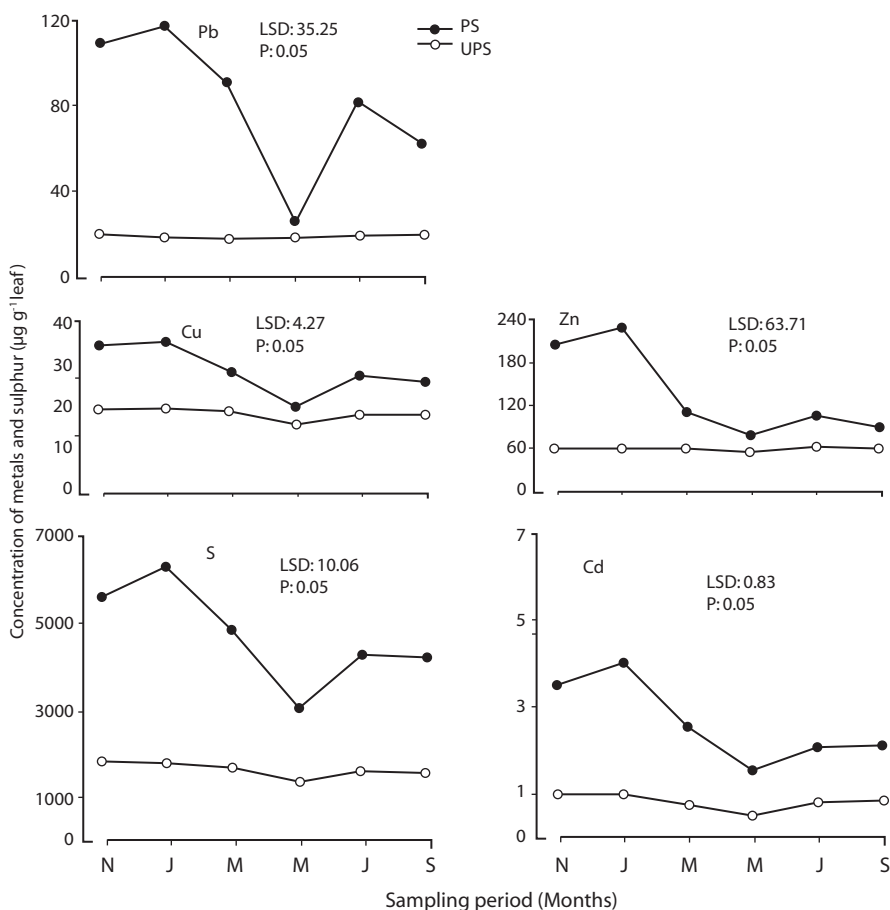 Concentration of metals and sulphur (µg g⁻¹ leaf)
Pb
LSD: 35.25
P: 0.05
PS
UPS
120
80
40
0
Cu
LSD: 4.27
P: 0.05
40
30
20
10
0
Zn
LSD: 63.71
P: 0.05
240
180
120
60
0
S
LSD: 10.06
P: 0.05
7000
5000
3000
1000
0
N J M M J S
Cd
LSD: 0.83
P: 0.05
7
5
3
1
0
N J M M J S
Sampling period (Months)